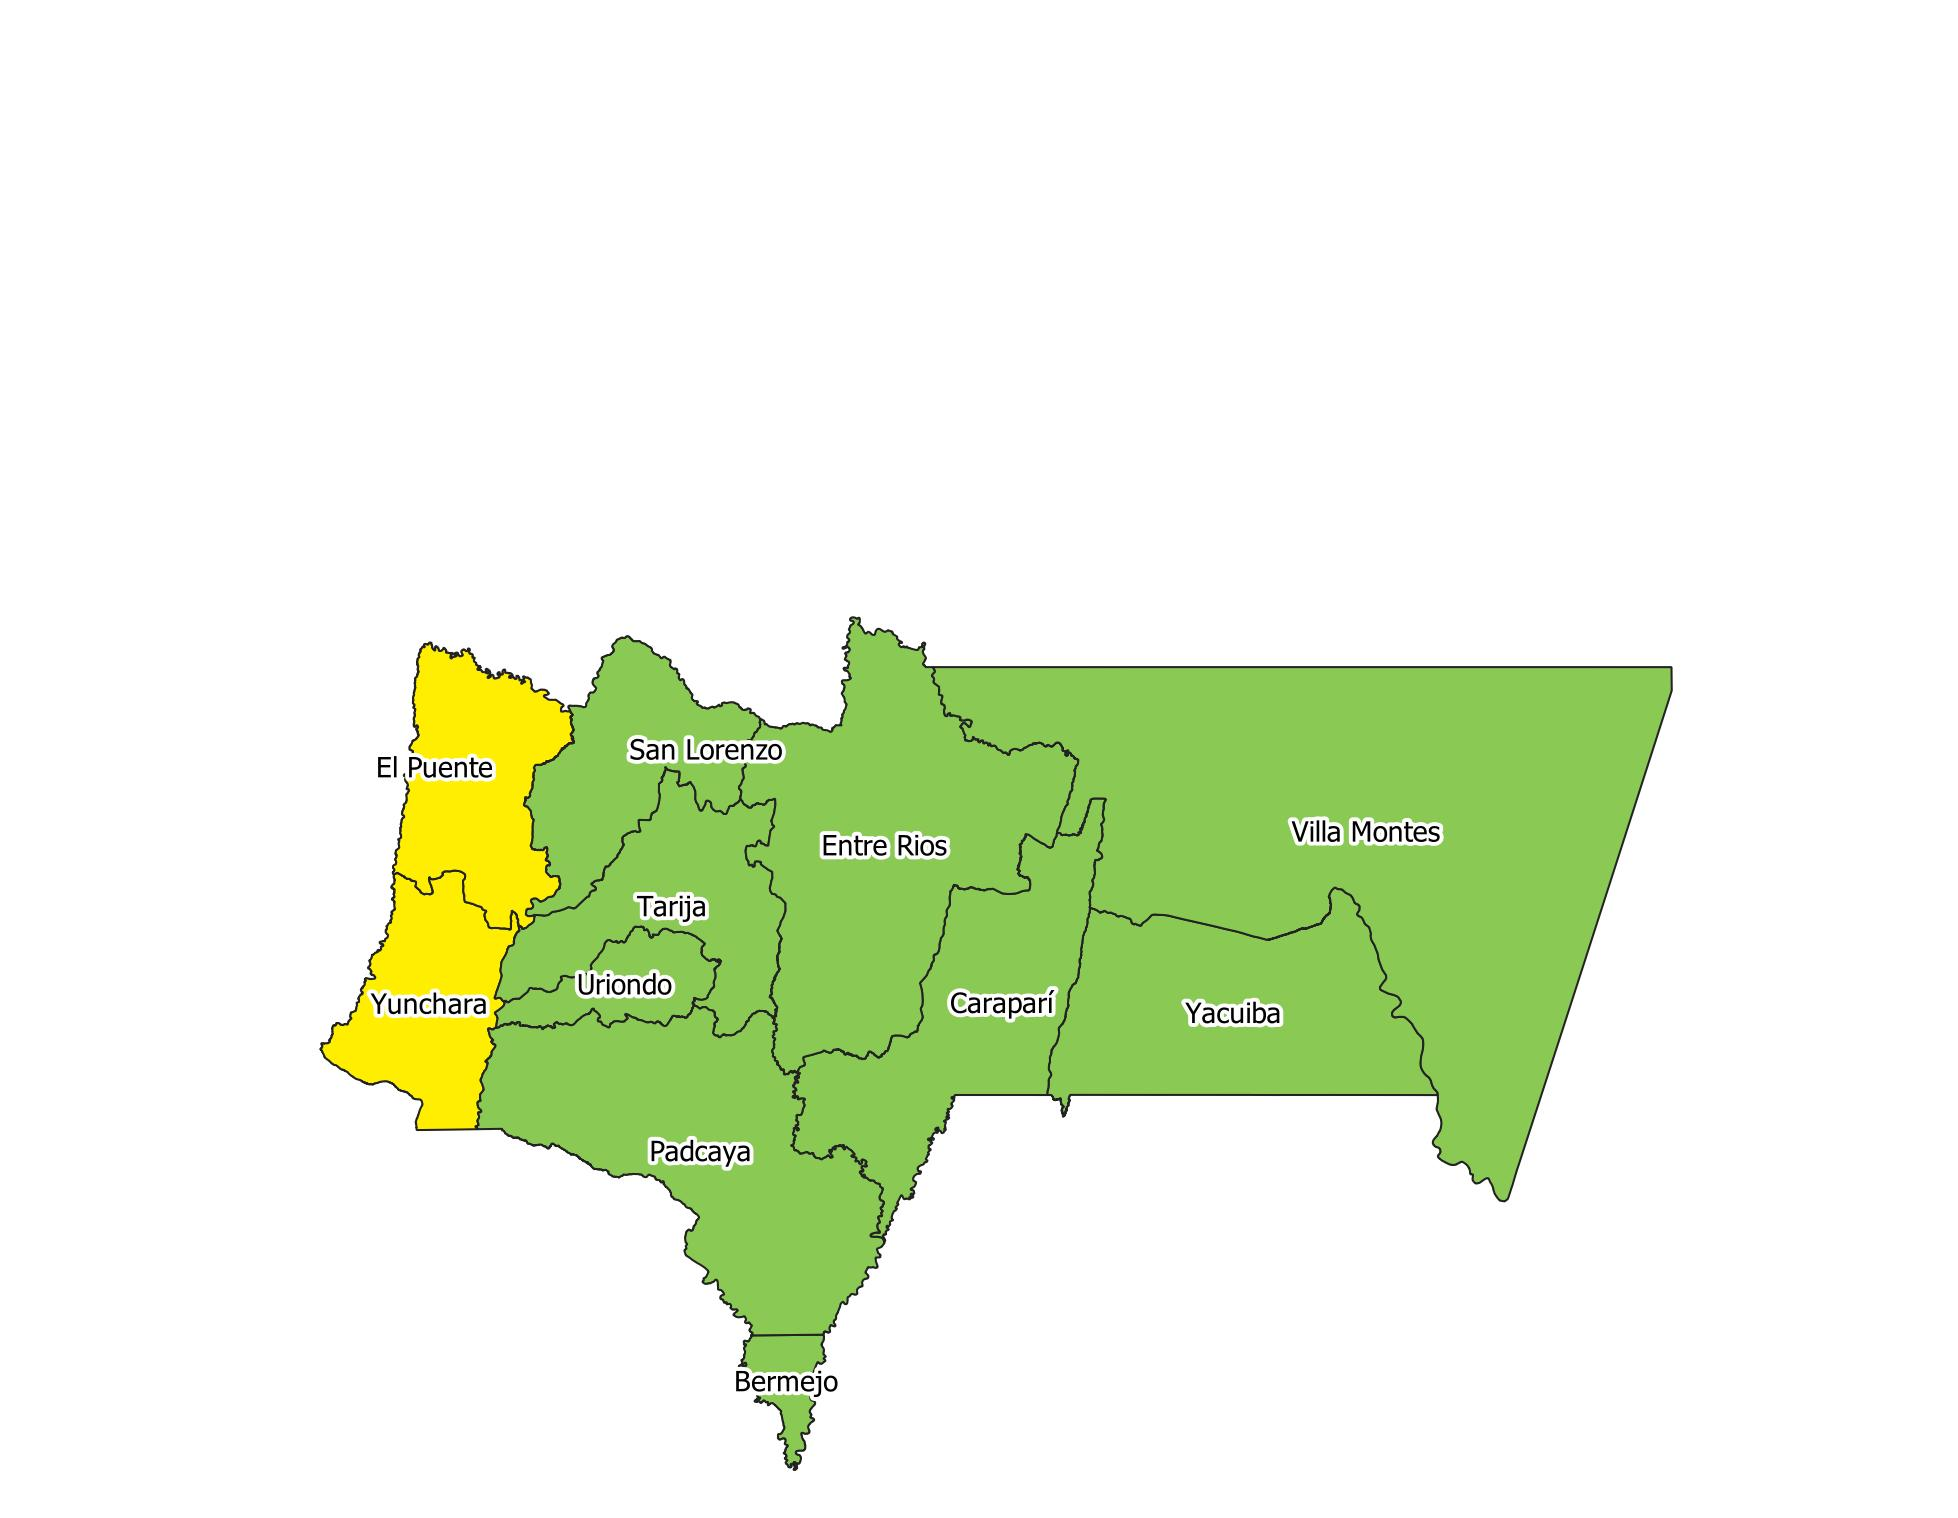 San Lorenzo
El Puente
Villa Montes
Entre Rios
Tarija
Uriondo
Yunchara
Caraparí
Yacuiba
Padcaya
Bermejo